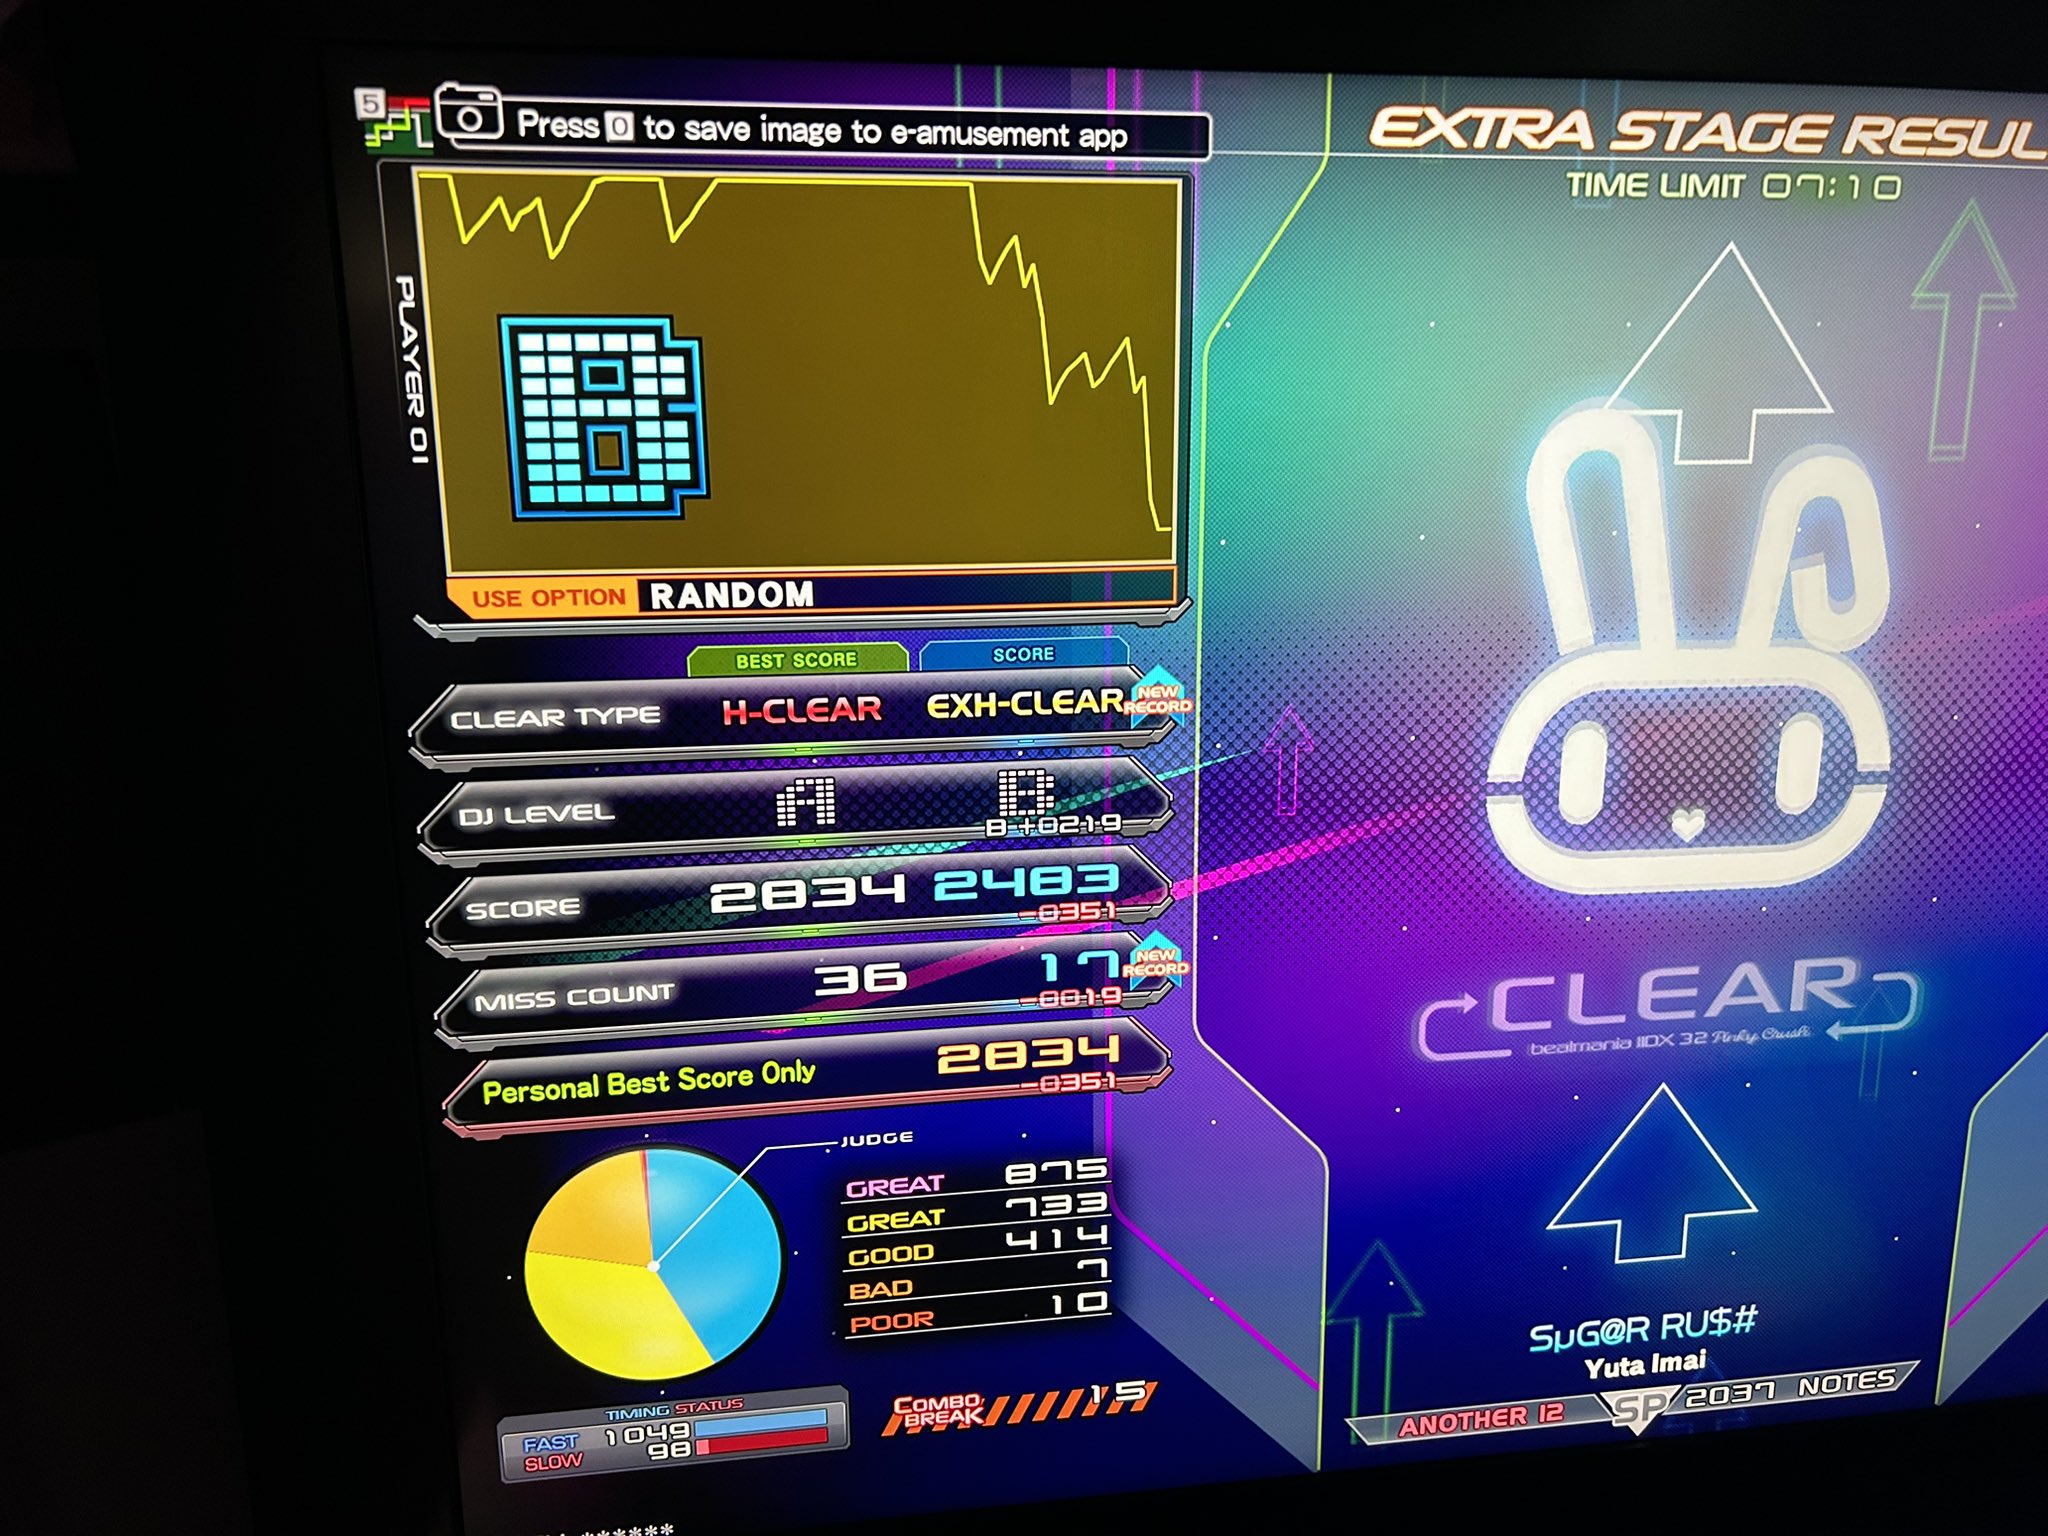 5
Press 0 to save image to e-amusement app
EXTRA STAGE RESUL
TIME LIMIT 07:10
PLAYER 01
B
USE OPTION RANDOM
BEST SCORE SCORE
CLEAR TYPE H-CLEAR EXH-CLEAR NEW RECORD
DJ LEVEL A B
B +0219
SCORE 2834 2483
-0351
MISS COUNT 36 17 NEW RECORD
-0019
Personal Best Score Only 2834
-0351
JUDGE
GREAT 875
GREAT 733
GOOD 414
BAD 7
POOR 10
COMBO BREAK 15
TIMING STATUS
FAST 1049
SLOW 98
******
CLEAR
beatmania IIDX 32 Pinky Crush
SμG@R RU$#
Yuta Imai
ANOTHER 12 SP 2037 NOTES